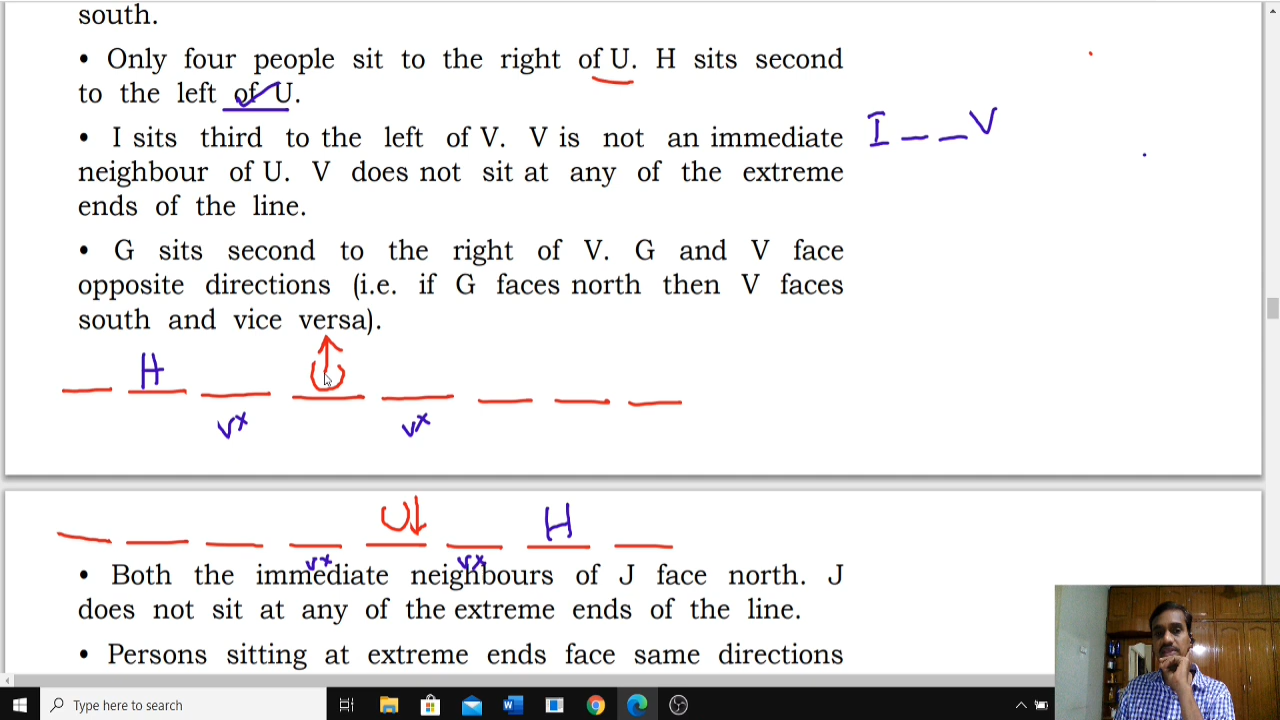 south.
• Only four people sit to the right of U. H sits second
to the left of U.
• I sits third to the left of V. V is not an immediate
I _ _ V
neighbour of U. V does not sit at any of the extreme
ends of the line.
• G sits second to the right of V. G and V face
opposite directions (i.e. if G faces north then V faces
south and vice versa).
_ H _ U↑ _ _ _ _
vx vx
_ _ _ _ U↓ _ H _
vx vx
• Both the immediate neighbours of J face north. J
does not sit at any of the extreme ends of the line.
• Persons sitting at extreme ends face same directions
Type here to search